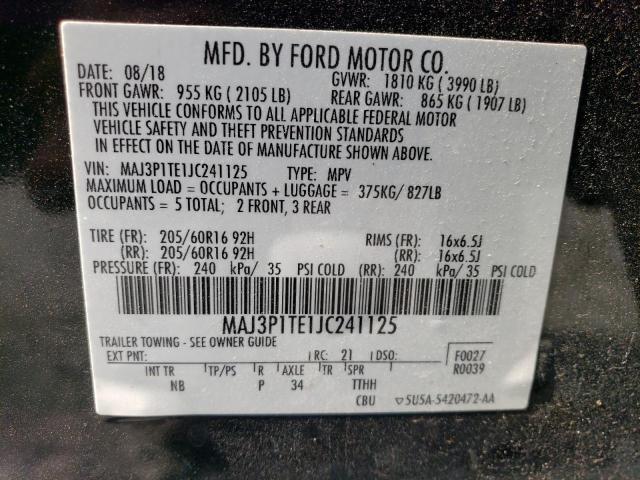 MFD. BY FORD MOTOR CO.
DATE: 08/18 GVWR: 1810 KG ( 3990 LB)
FRONT GAWR: 955 KG ( 2105 LB) REAR GAWR: 865 KG ( 1907 LB)
THIS VEHICLE CONFORMS TO ALL APPLICABLE FEDERAL MOTOR
VEHICLE SAFETY AND THEFT PREVENTION STANDARDS
IN EFFECT ON THE DATE OF MANUFACTURE SHOWN ABOVE.
VIN: MAJ3P1TE1JC241125 TYPE: MPV
MAXIMUM LOAD = OCCUPANTS + LUGGAGE = 375KG/ 827LB
OCCUPANTS = 5 TOTAL; 2 FRONT, 3 REAR
TIRE (FR): 205/60R16 92H RIMS (FR): 16x6.5J
(RR): 205/60R16 92H (RR): 16x6.5J
PRESSURE (FR): 240 kPa/ 35 PSI COLD (RR): 240 kPa/ 35 PSI COLD
MAJ3P1TE1JC241125
TRAILER TOWING - SEE OWNER GUIDE
EXT PNT: RC: 21 DSO: F0027
R0039
INT TR TP/PS R AXLE TR SPR
NB P 34 TTHH
CBU ▽5U5A-5420472-AA